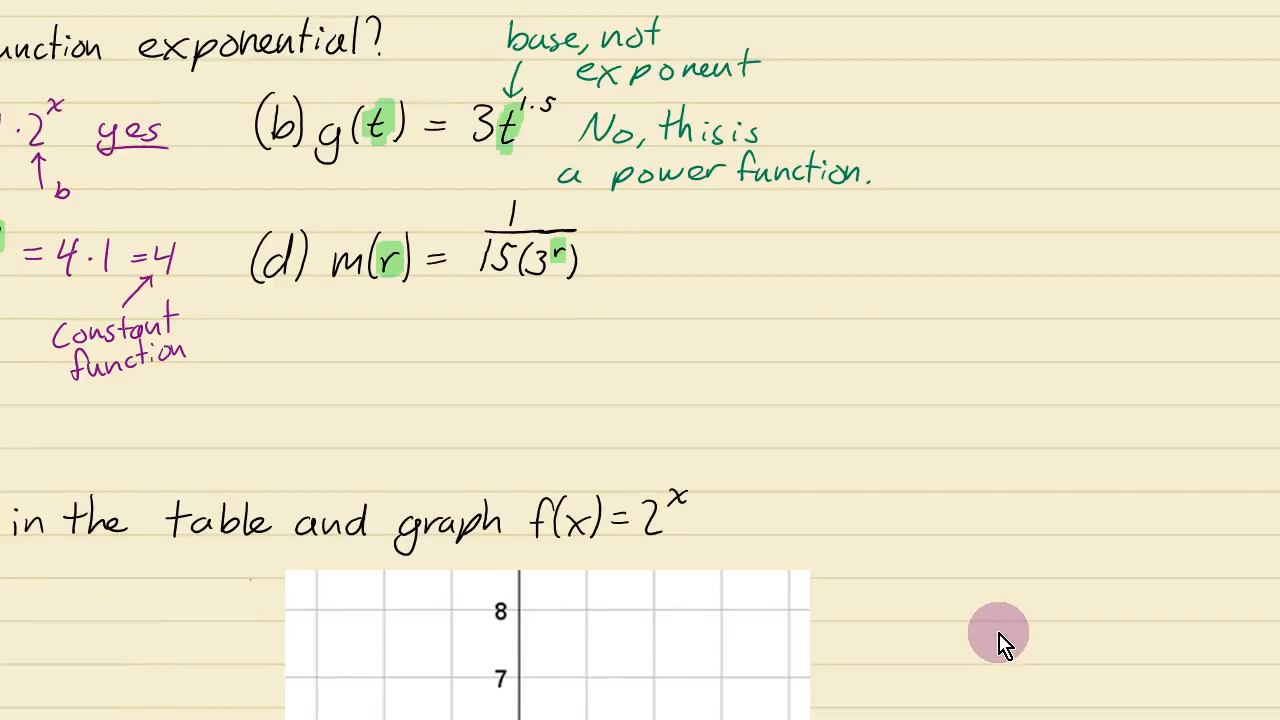 unction exponential?
base, not
exponent
· 2^x yes
b
(b) g(t) = 3t^1.5
No, this is
a power function.
= 4 · 1 = 4
Constant
function
(d) m(r) = 1/15(3^r)
in the table and graph f(x) = 2^x
8
7